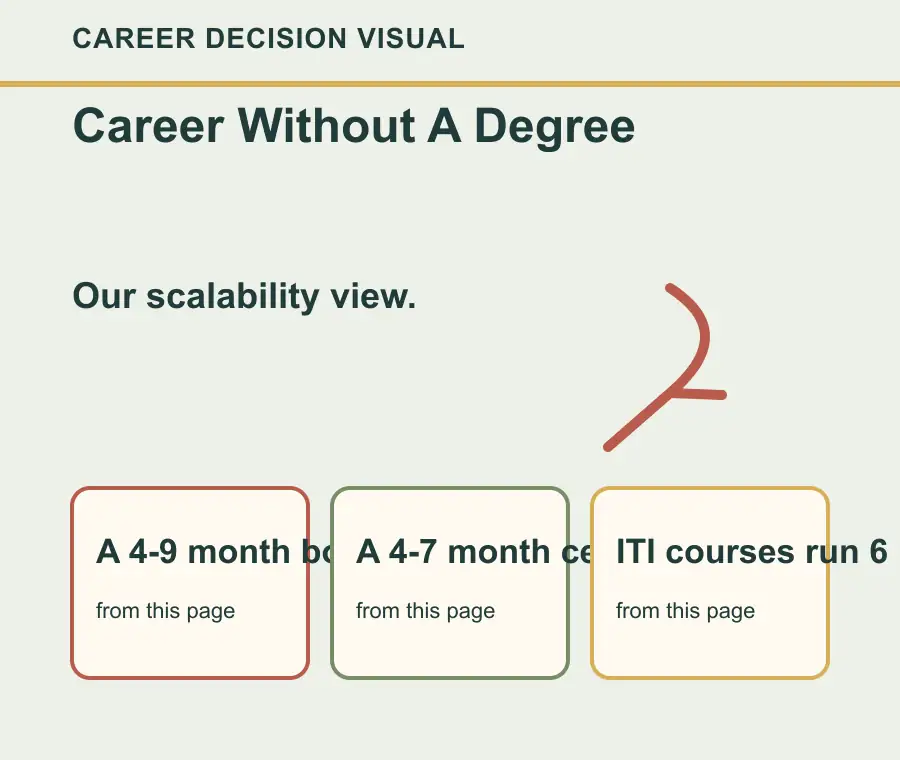 CAREER DECISION VISUAL
Career Without A Degree
Our scalability view.
A 4-9 month bo
A 4-7 month ce
ITI courses run 6
from this page
from this page
from this page